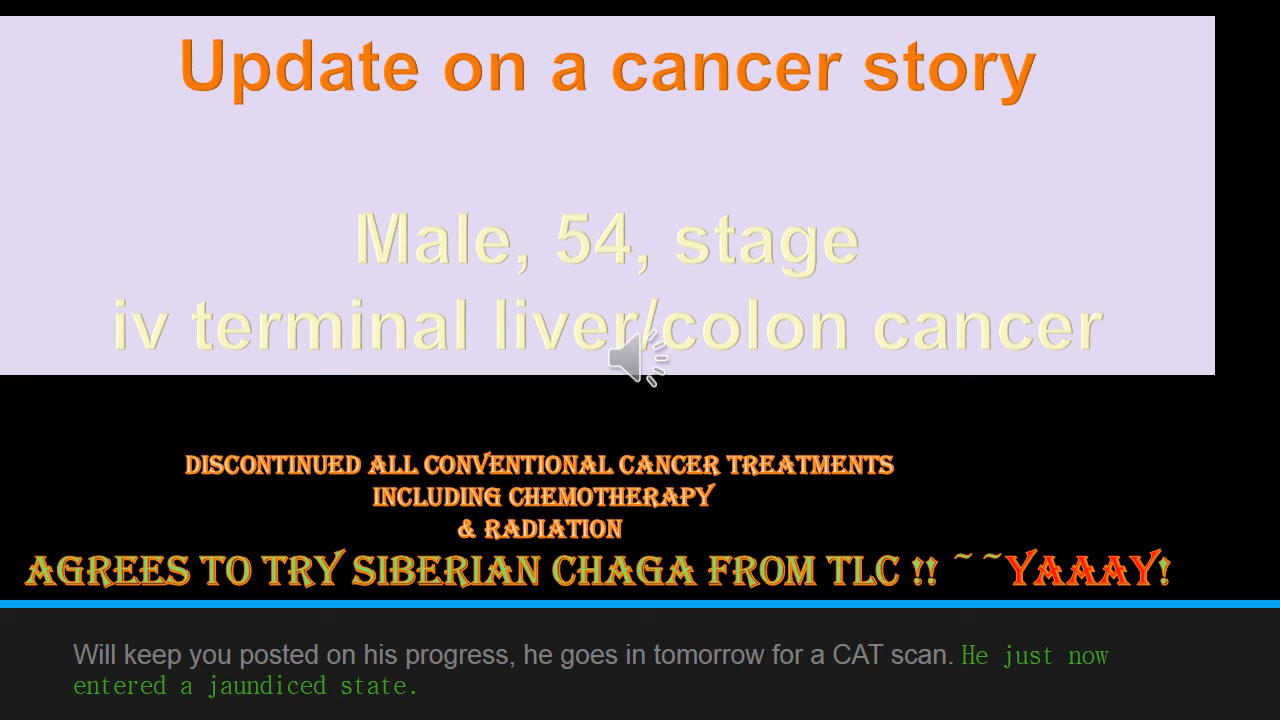 Update on a cancer story
Male, 54, stage
iv terminal liver/colon cancer
DISCONTINUED ALL CONVENTIONAL CANCER TREATMENTS
INCLUDING CHEMOTHERAPY
& RADIATION
AGREES TO TRY SIBERIAN CHAGA FROM TLC !! ~~YAAAY!
Will keep you posted on his progress, he goes in tomorrow for a CAT scan. He just now
entered a jaundiced state.